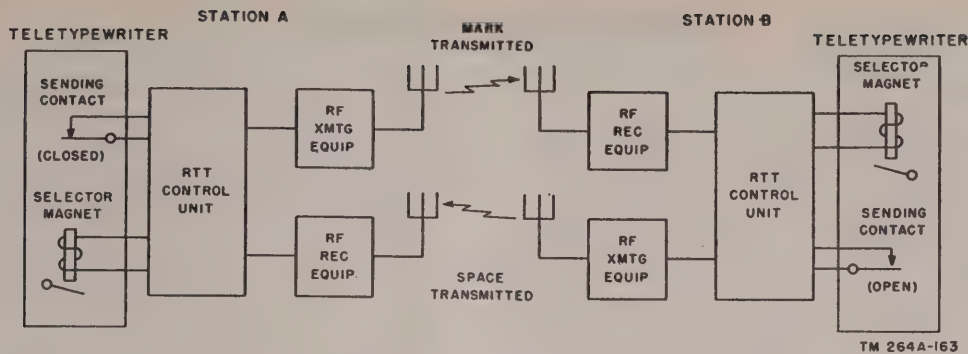 STATION A
TELETYPEWRITER
SENDING
CONTACT
(CLOSED)
SELECTOR
MAGNET
RTT
CONTROL
UNIT
RF
XMTG
EQUIP
RF
REC
EQUIP.
MARK
TRANSMITTED
SPACE
TRANSMITTED
STATION B
TELETYPEWRITER
RF
REC
EQUIP
RF
XMTG
EQUIP
RTT
CONTROL
UNIT
SELECTOR
MAGNET
SENDING
CONTACT
(OPEN)
TM 264A-163